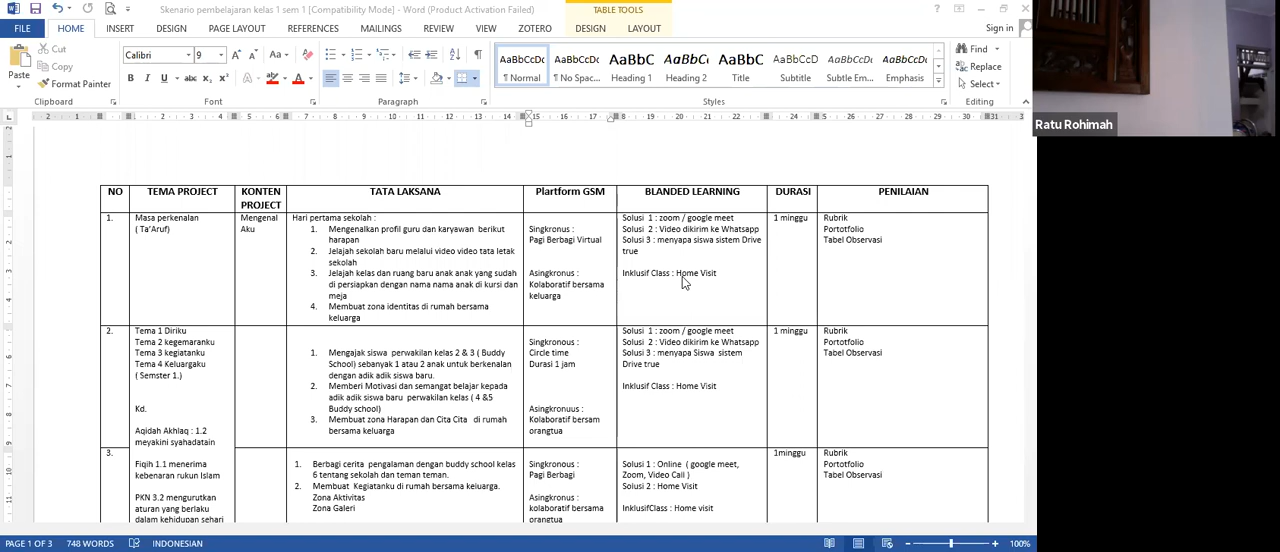 Skenario pembelajaran kelas 1 sem 1 [Compatibility Mode] - Word (Product Activation Failed)
TABLE TOOLS
FILE HOME INSERT DESIGN PAGE LAYOUT REFERENCES MAILINGS REVIEW VIEW ZOTERO DESIGN LAYOUT
Sign in
Paste
Cut
Copy
Format Painter
Clipboard
Calibri 9
Font
Paragraph
AaBbCcDd AaBbCcDd AaBbC AaBbCc AaBbC AaBbCcD AaBbCcDd AaBbCcDd
¶ Normal ¶ No Spac... Heading 1 Heading 2 Title Subtitle Subtle Em... Emphasis
Styles
Find
Replace
Select
Editing
Ratu Rohimah
NO TEMA PROJECT KONTEN PROJECT TATA LAKSANA Plartform GSM BLANDED LEARNING DURASI PENILAIAN
1.
Masa perkenalan
( Ta'Aruf)
Mengenal
Aku
Hari pertama sekolah :
1. Mengenalkan profil guru dan karyawan berikut
harapan
2. Jelajah sekolah baru melalui video video tata letak
sekolah
3. Jelajah kelas dan ruang baru anak anak yang sudah
di persiapkan dengan nama nama anak di kursi dan
meja
4. Membuat zona identitas di rumah bersama
keluarga
Singkronus :
Pagi Berbagi Virtual
Asingkronus :
Kolaboratif bersama
keluarga
Solusi 1 : zoom / google meet
Solusi 2 : Video dikirim ke Whatsapp
Solusi 3 : menyapa siswa sistem Drive
true
Inklusif Class : Home Visit
1 minggu
Rubrik
Portotfolio
Tabel Observasi
2.
Tema 1 Diriku
Tema 2 kegemaranku
Tema 3 kegiatanku
Tema 4 Keluargaku
( Semster 1.)
Kd.
Aqidah Akhlaq : 1.2
meyakini syahadatain
1. Mengajak siswa perwakilan kelas 2 & 3 ( Buddy
School) sebanyak 1 atau 2 anak untuk berkenalan
dengan adik adik siswa baru.
2. Memberi Motivasi dan semangat belajar kepada
adik adik siswa baru perwakilan kelas ( 4 &5
Buddy school)
3. Membuat zona Harapan dan Cita Cita di rumah
bersama keluarga
Singkronous :
Circle time
Durasi 1 jam
Asingkronuus :
Kolaboratif bersam
orangtua
Solusi 1 : zoom / google meet
Solusi 2 : Video dikirim ke Whatsapp
Solusi 3 : menyapa Siswa sistem
Drive true
Inklusif Class : Home Visit
1 minggu
Rubrik
Portotfolio
Tabel Observasi
3.
Fiqih 1.1 menerima
kebenaran rukun Islam
PKN 3.2 mengurutkan
aturan yang berlaku
dalam kehidupan sehari
1. Berbagi cerita pengalaman dengan buddy school kelas
6 tentang sekolah dan teman teman.
2. Membuat Kegiatanku di rumah bersama keluarga.
Zona Aktivitas
Zona Galeri
Singkronous :
Pagi Berbagi
Asingkronus :
kolaboratif bersama
orangtua
Solusi 1 : Online ( google meet,
Zoom, Video Call )
Solusi 2 : Home Visit
InklusifClass : Home visit
1minggu
Rubrik
Portotfolio
Tabel Observasi
PAGE 1 OF 3 748 WORDS INDONESIAN 100%